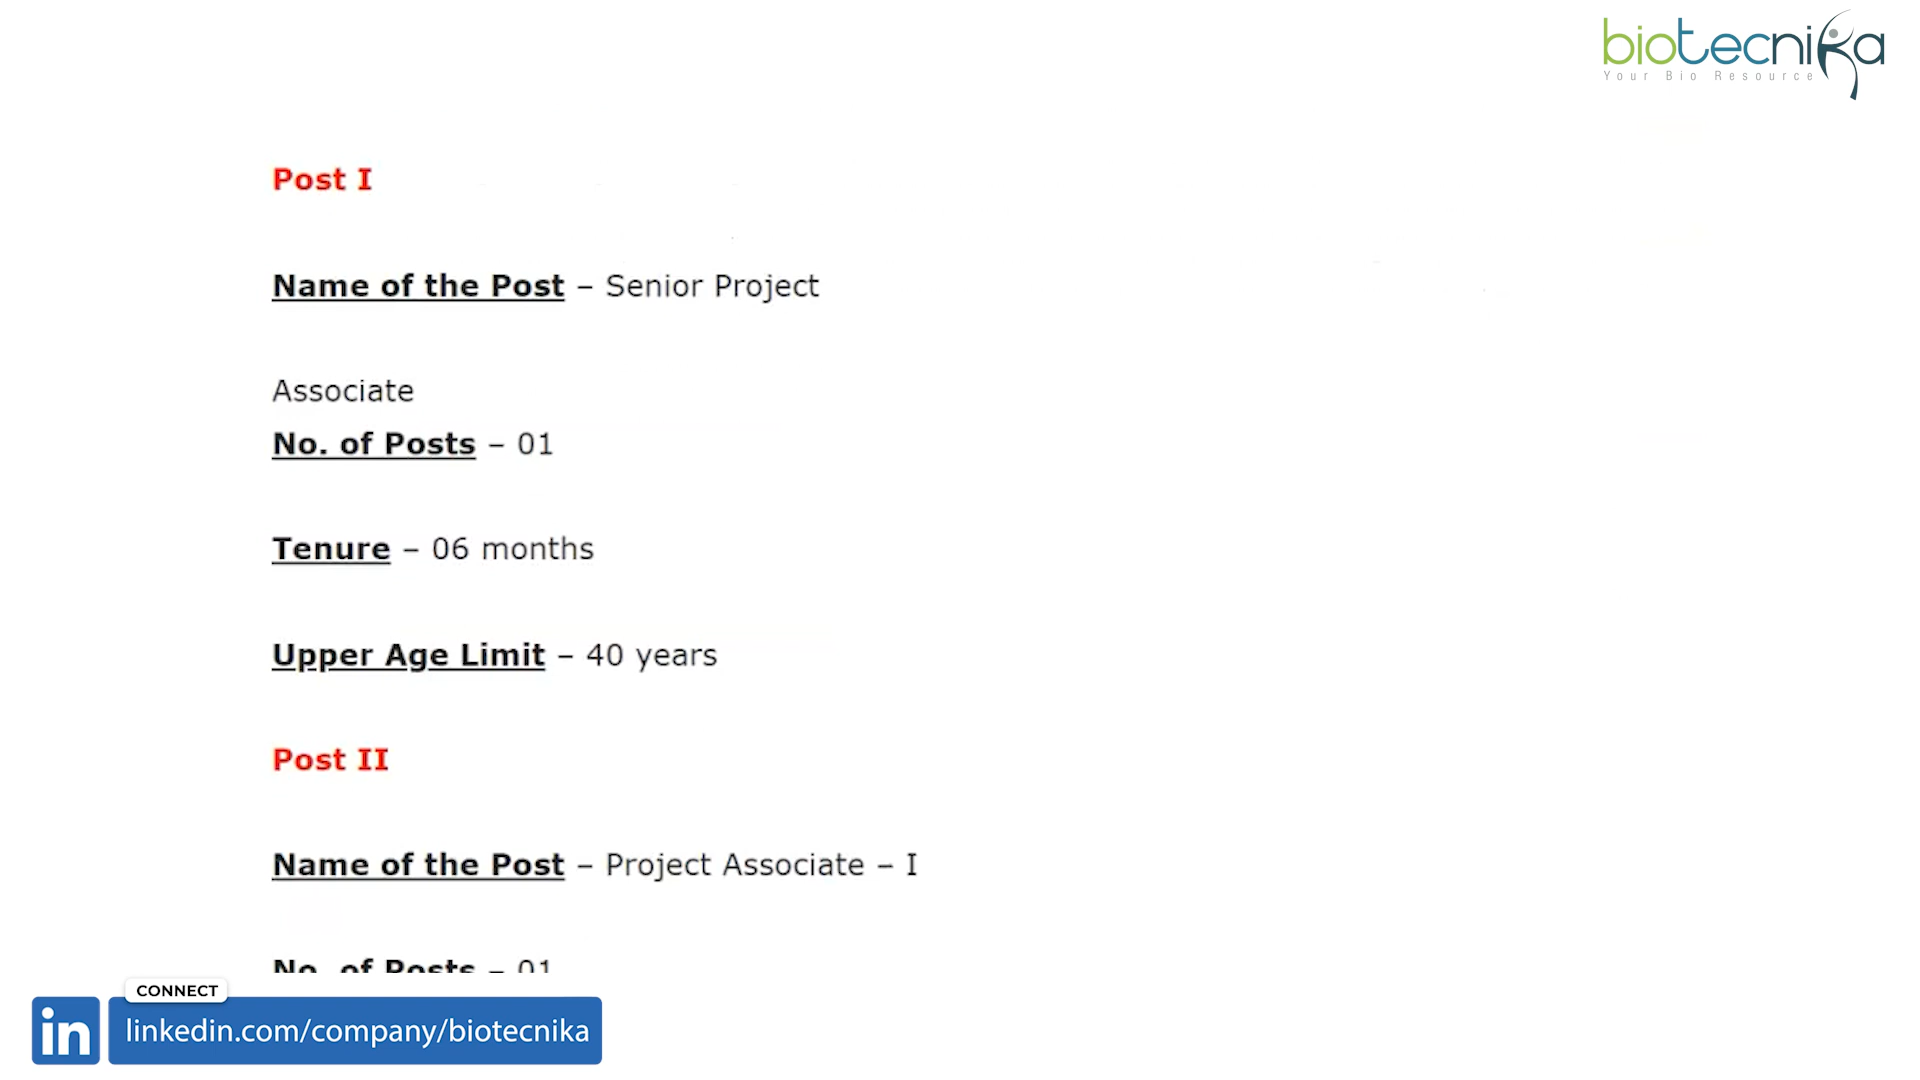 biotecnika
Your Bio Resource
Post I
Name of the Post – Senior Project
Associate
No. of Posts – 01
Tenure – 06 months
Upper Age Limit – 40 years
Post II
Name of the Post – Project Associate – I
No. of Posts – 01
CONNECT
in linkedin.com/company/biotecnika